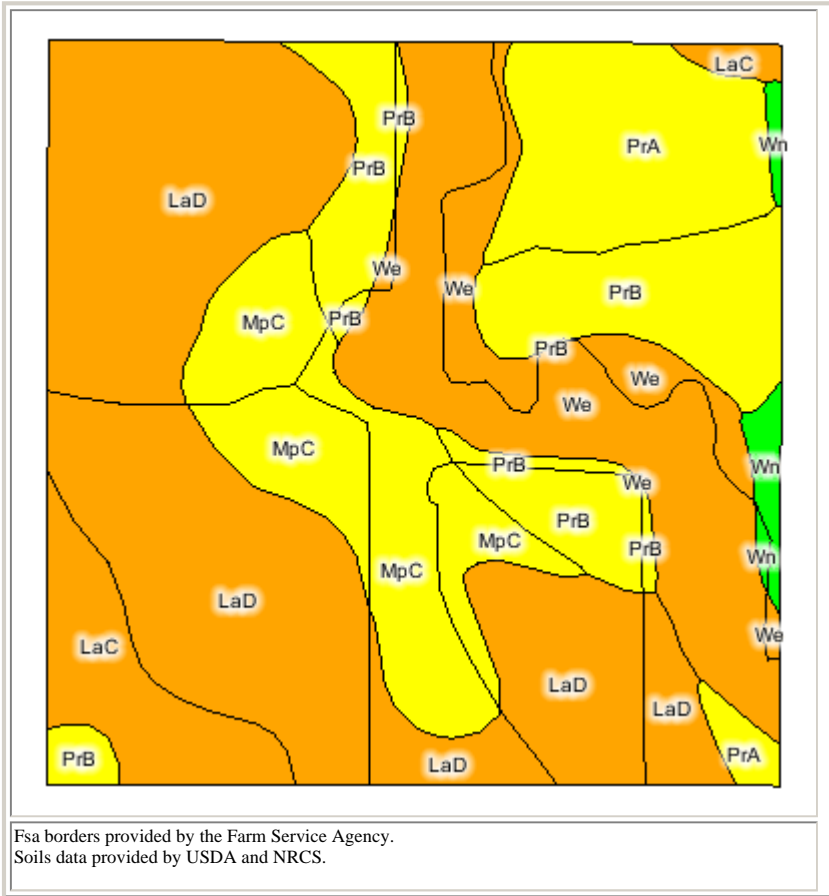 LaC
PrB
Wn
PrA
PrB
LaD
We
We
PrB
PrB
MpC
PrB
We
We
MpC
PrB
Wn
We
PrB
MpC
PrB
Wn
MpC
LaD
We
LaC
LaD
LaD
PrA
PrB
LaD
Fsa borders provided by the Farm Service Agency.
Soils data provided by USDA and NRCS.